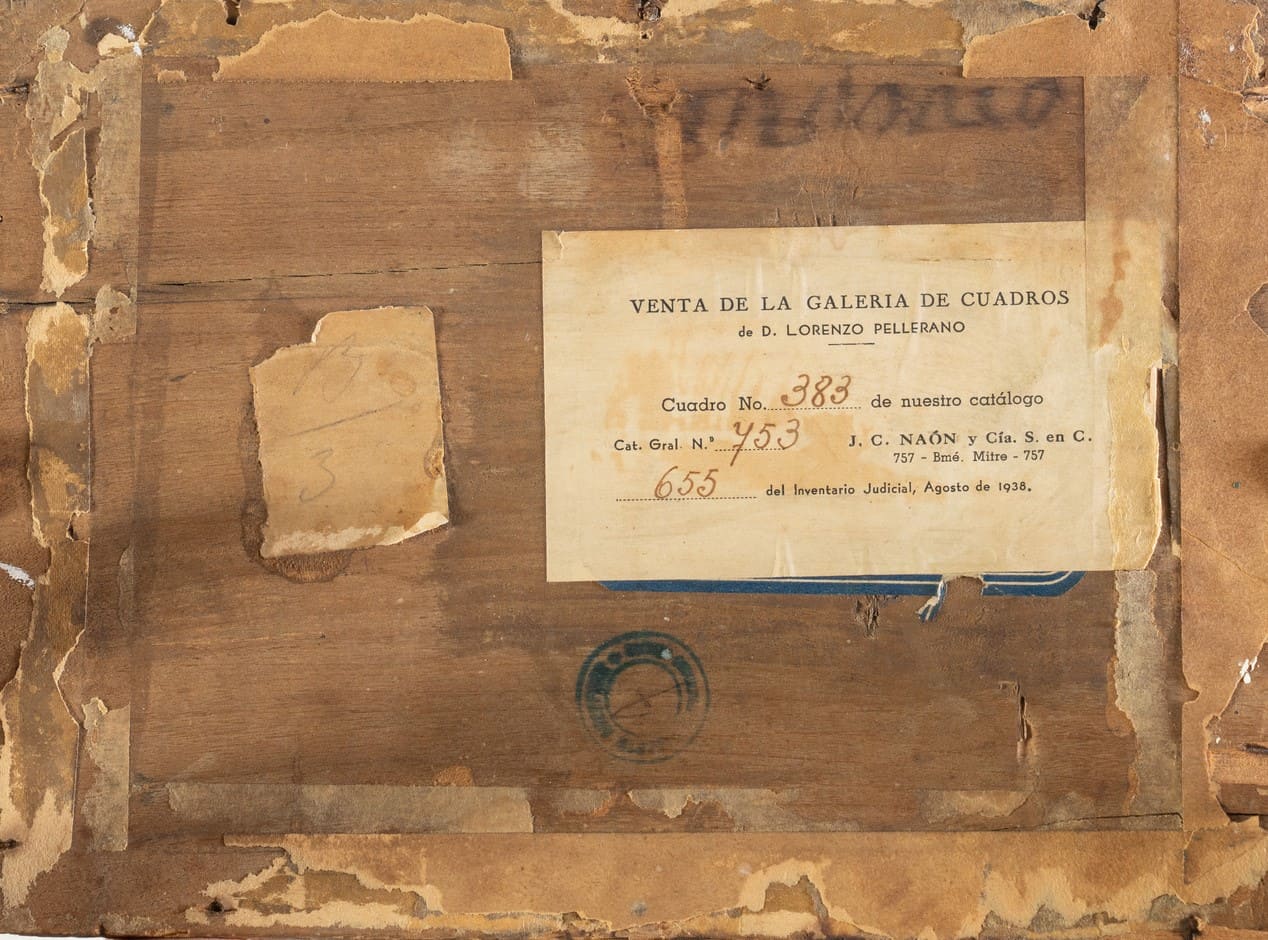 VENTA DE LA GALERIA DE CUADROS
de D. LORENZO PELLERANO
Cuadro No. 383 de nuestro catálogo
Cat. Gral. N.º 753 J. C. NAÓN y Cía. S. en C.
757 - Bmé. Mitre - 757
655 del Inventario Judicial, Agosto de 1938.
3